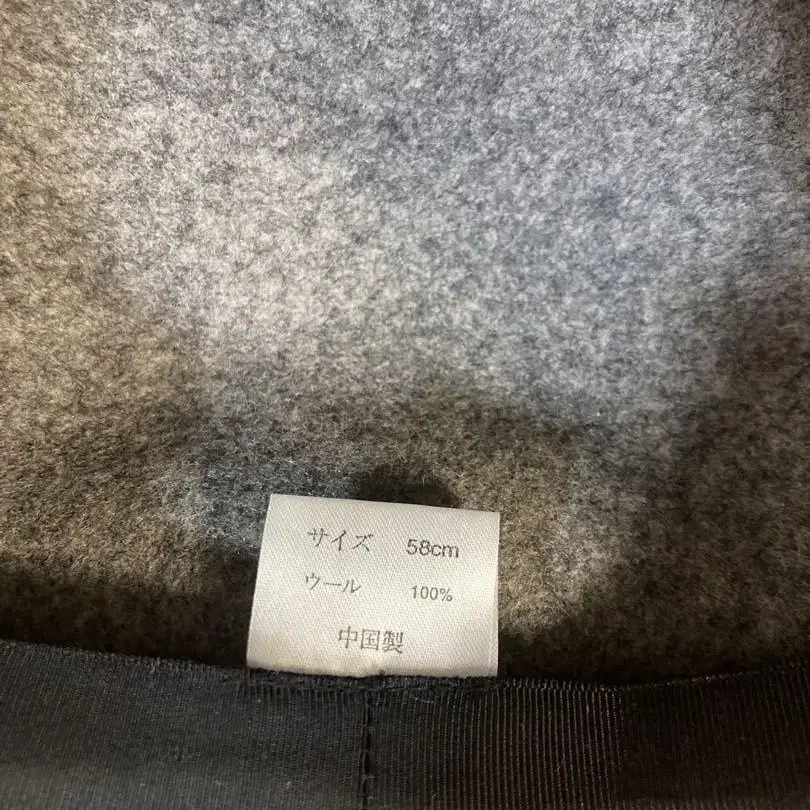 サイズ 58cm
ウール 100%
中国製